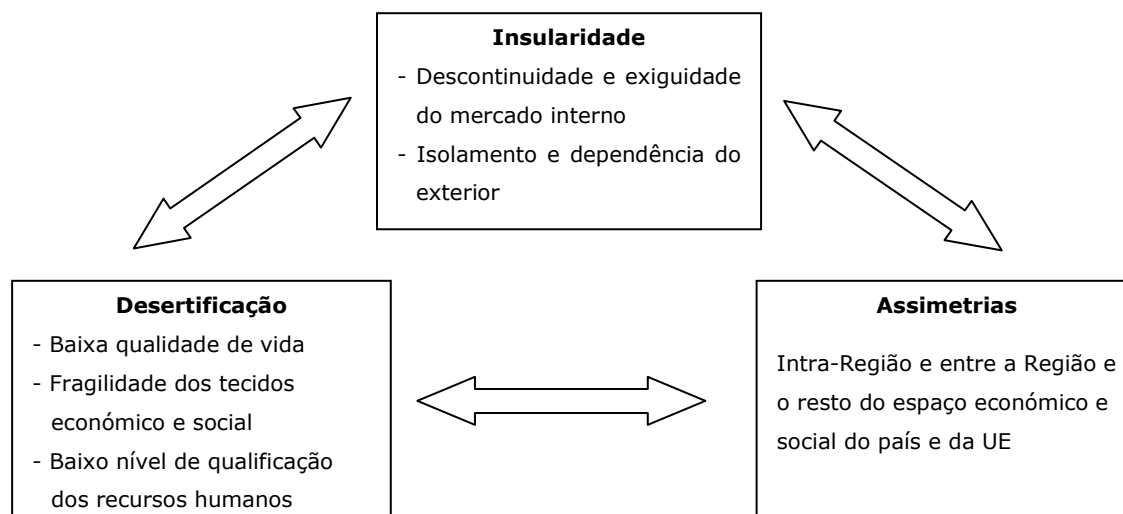 Insularidade
- Descontinuidade e exiguidade
do mercado interno
- Isolamento e dependência do
exterior
Desertificação
- Baixa qualidade de vida
- Fragilidade dos tecidos
económico e social
- Baixo nível de qualificação
dos recursos humanos
Assimetrias
Intra-Região e entre a Região e
o resto do espaço económico e
social do país e da UE